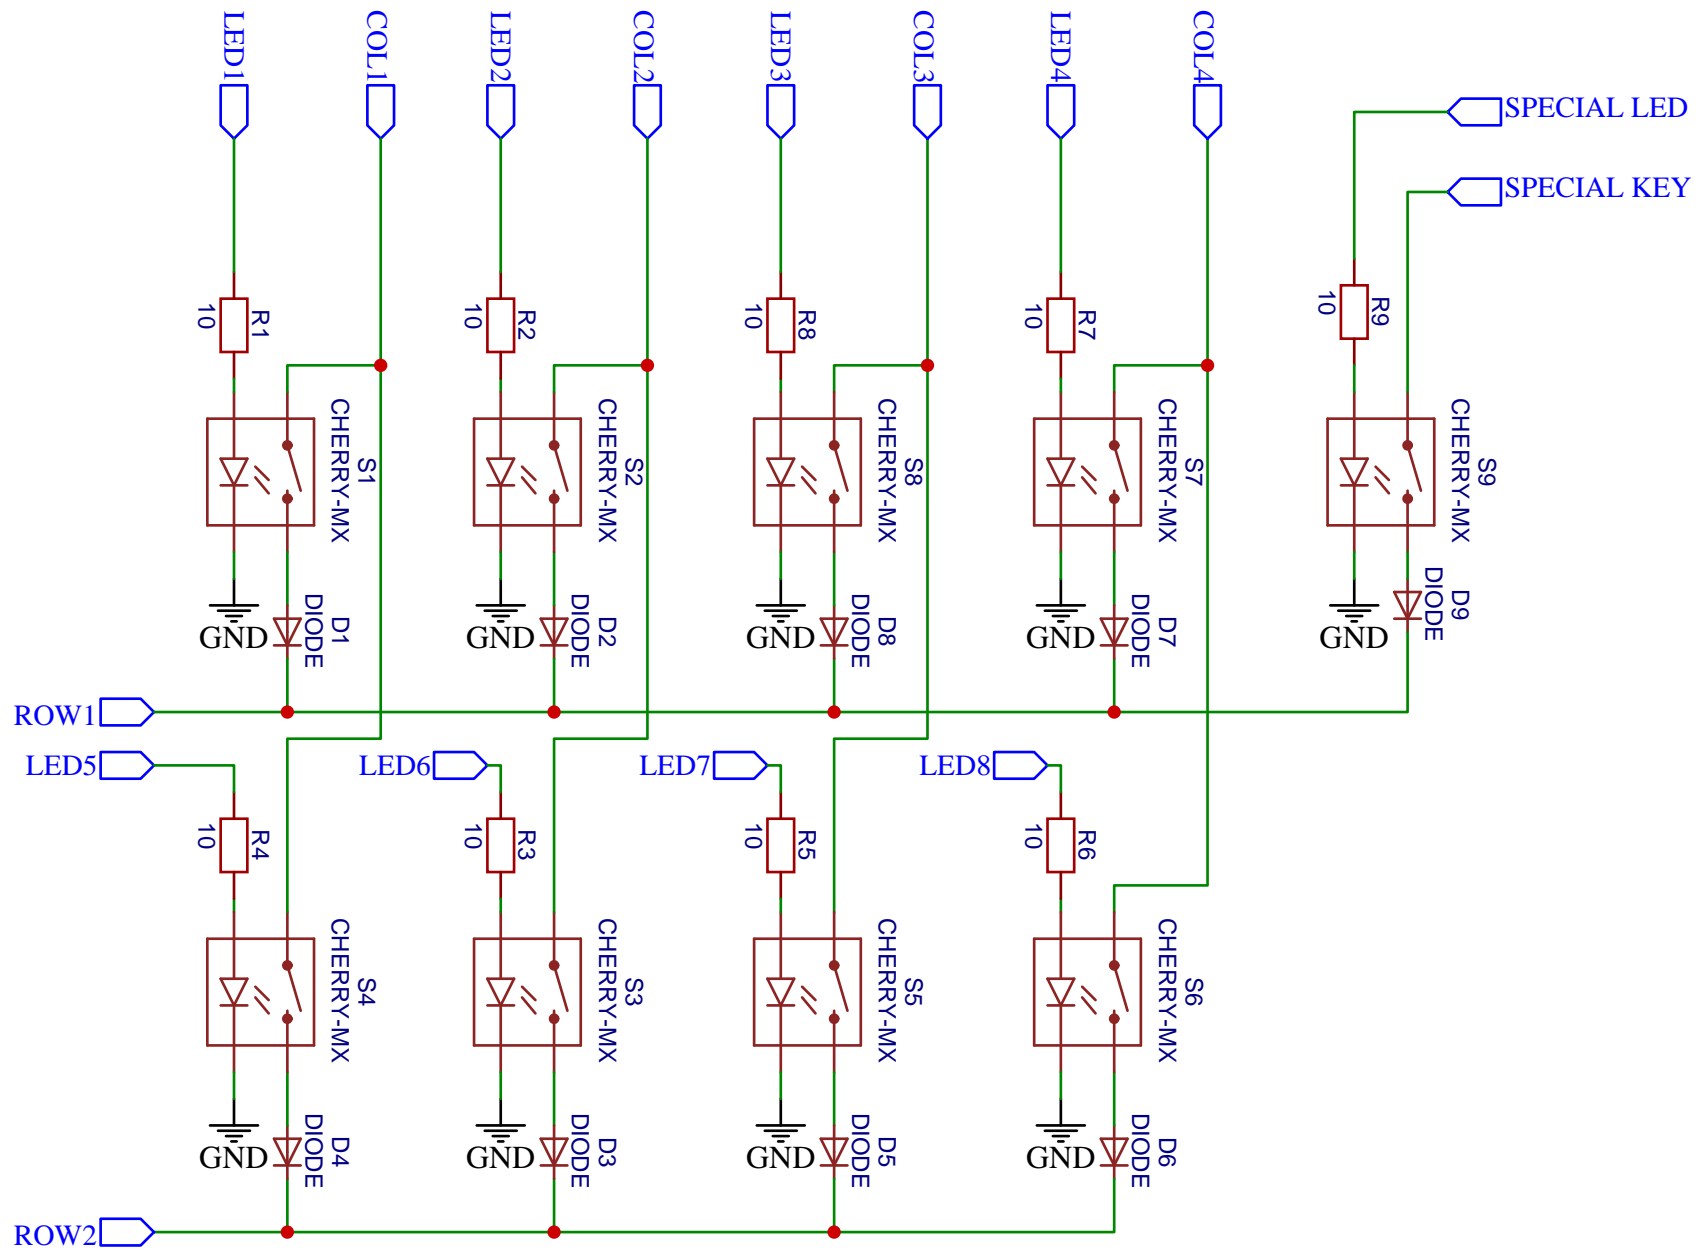 LED1
COL1
LED2
COL2
LED3
COL3
LED4
COL4
SPECIAL LED
SPECIAL KEY
R1
10
R2
10
R8
10
R7
10
R9
10
S1
CHERRY-MX
S2
CHERRY-MX
S8
CHERRY-MX
S7
CHERRY-MX
S9
CHERRY-MX
GND
D1
DIODE
GND
D2
DIODE
GND
D8
DIODE
GND
D7
DIODE
GND
D9
DIODE
ROW1
LED5
LED6
LED7
LED8
R4
10
R3
10
R5
10
R6
10
S4
CHERRY-MX
S3
CHERRY-MX
S5
CHERRY-MX
S6
CHERRY-MX
GND
D4
DIODE
GND
D3
DIODE
GND
D5
DIODE
GND
D6
DIODE
ROW2